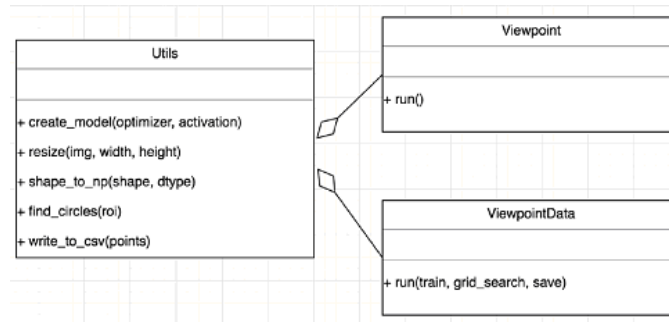 Utils
+ create_model(optimizer, activation)
+ resize(img, width, height)
+ shape_to_np(shape, dtype)
+ find_circles(roi)
+ write_to_csv(points)
Viewpoint
+ run()
ViewpointData
+ run(train, grid_search, save)